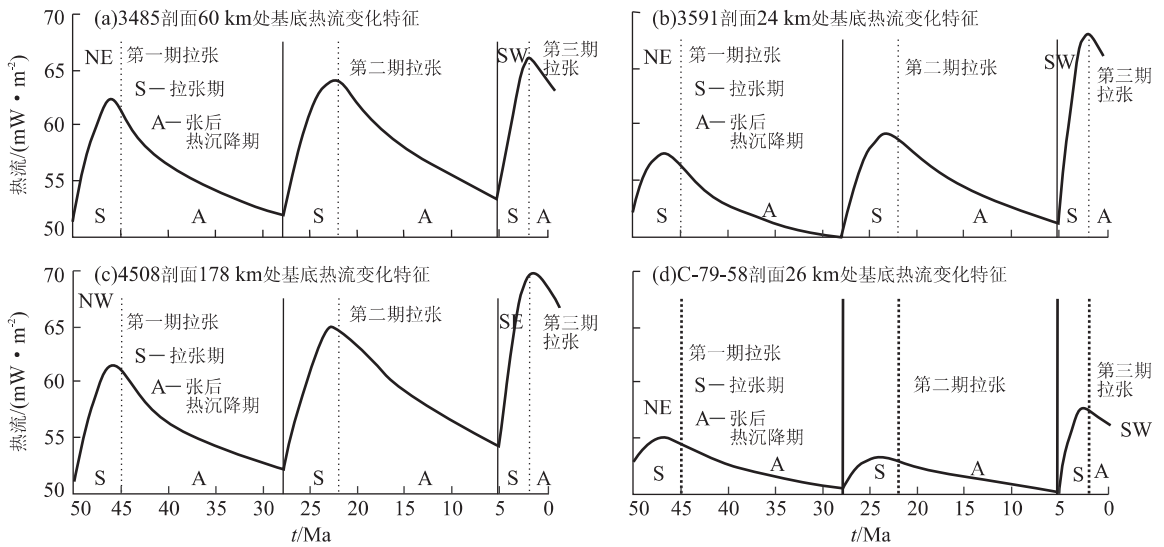 (a)3485剖面60 km处基底热流变化特征
70
65
60
55
50
热流/(mW·m⁻²)
NE
第一期拉张
S—拉张期
A—张后
热沉降期
第二期拉张
SW
第三期
拉张
S
A
S
A
S
A
(b)3591剖面24 km处基底热流变化特征
NE
第一期拉张
S—拉张期
A—张后
热沉降期
第二期拉张
SW
第三期
拉张
S
A
S
A
S
A
(c)4508剖面178 km处基底热流变化特征
70
65
60
55
50
热流/(mW·m⁻²)
NW
第一期拉张
S—拉张期
A—张后
热沉降期
第二期拉张
SE
第三期
拉张
S
A
S
A
S
A
50 45 40 35 30 25 20 15 10 5 0
t/Ma
(d)C-79-58剖面26 km处基底热流变化特征
NE
第一期拉张
S—拉张期
A—张后
热沉降期
第二期拉张
第三期
拉张
SW
S
A
S
A
S
A
50 45 40 35 30 25 20 15 10 5 0
t/Ma